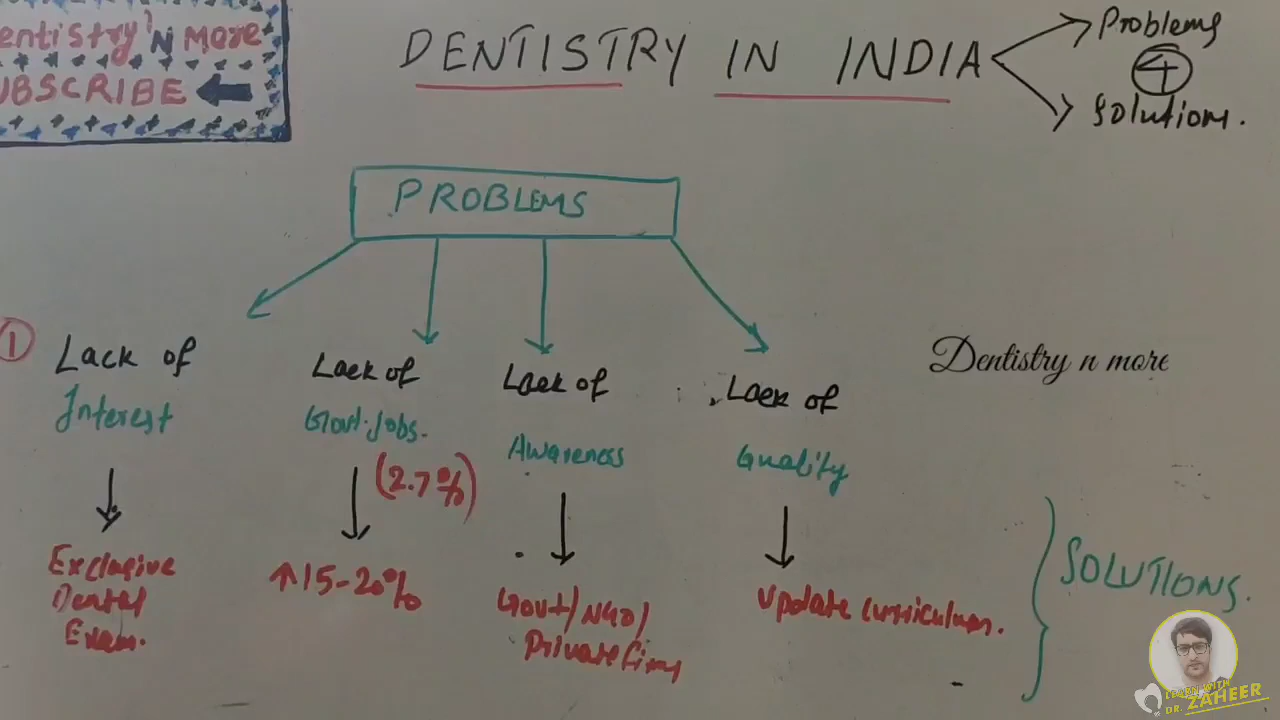 entistry'N more
UBSCRIBE
DENTISTRY IN INDIA
Problems
+
Solutions.
PROBLEMS
1
Lack of
Interest
Lack of
Govt. Jobs.
(2.7%)
Lack of
Awareness
Lack of
Quality
Dentistry n more
Exclusive
Dental
Exam.
↑ 15-20%
Govt/NGO/
Private firms
Update curriculum.
SOLUTIONS.
LEARN WITH
DR. ZAHEER